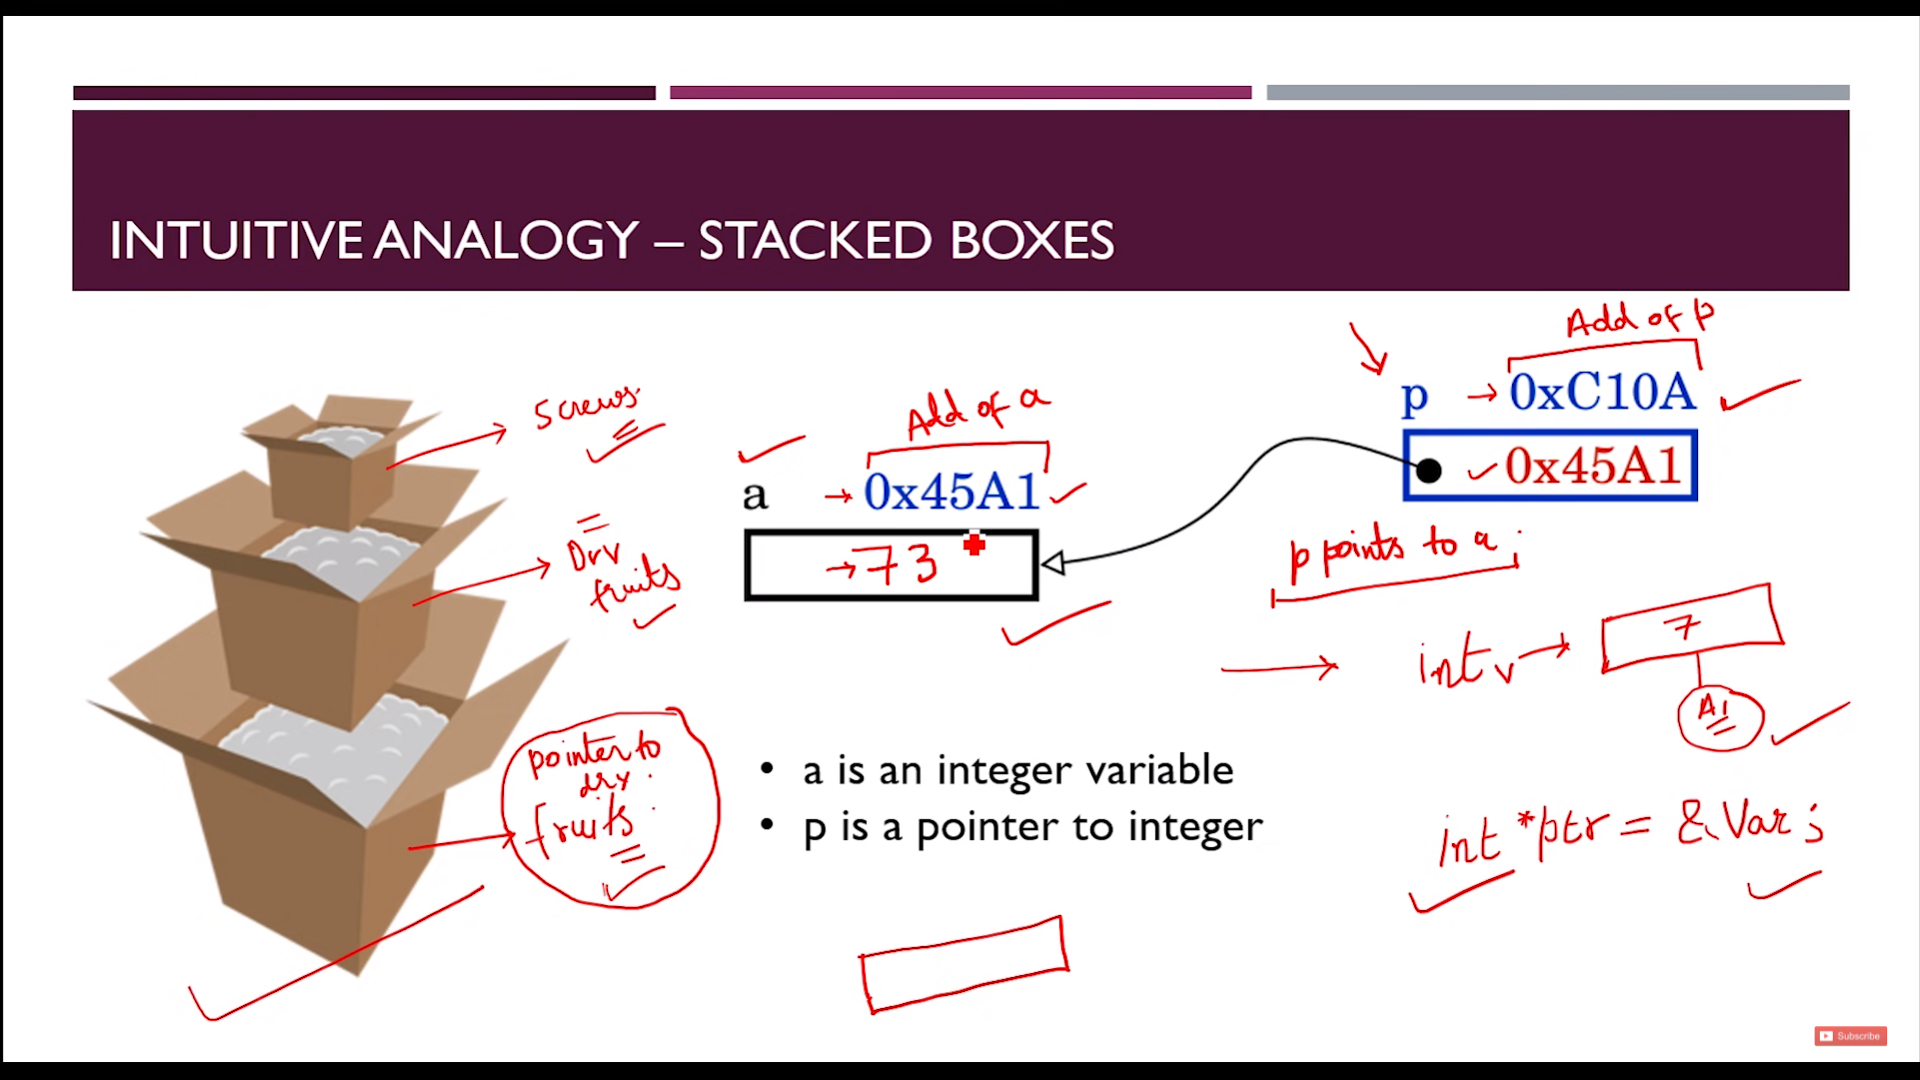 INTUITIVE ANALOGY – STACKED BOXES
Screws.
Dry
fruits
pointer to
dry
fruits
Add of a
a → 0x45A1
→ 73
Add of p
p → 0xC10A
0x45A1
p points to a
int v → 7
A1
• a is an integer variable
• p is a pointer to integer
int *ptr = &Var;
Subscribe